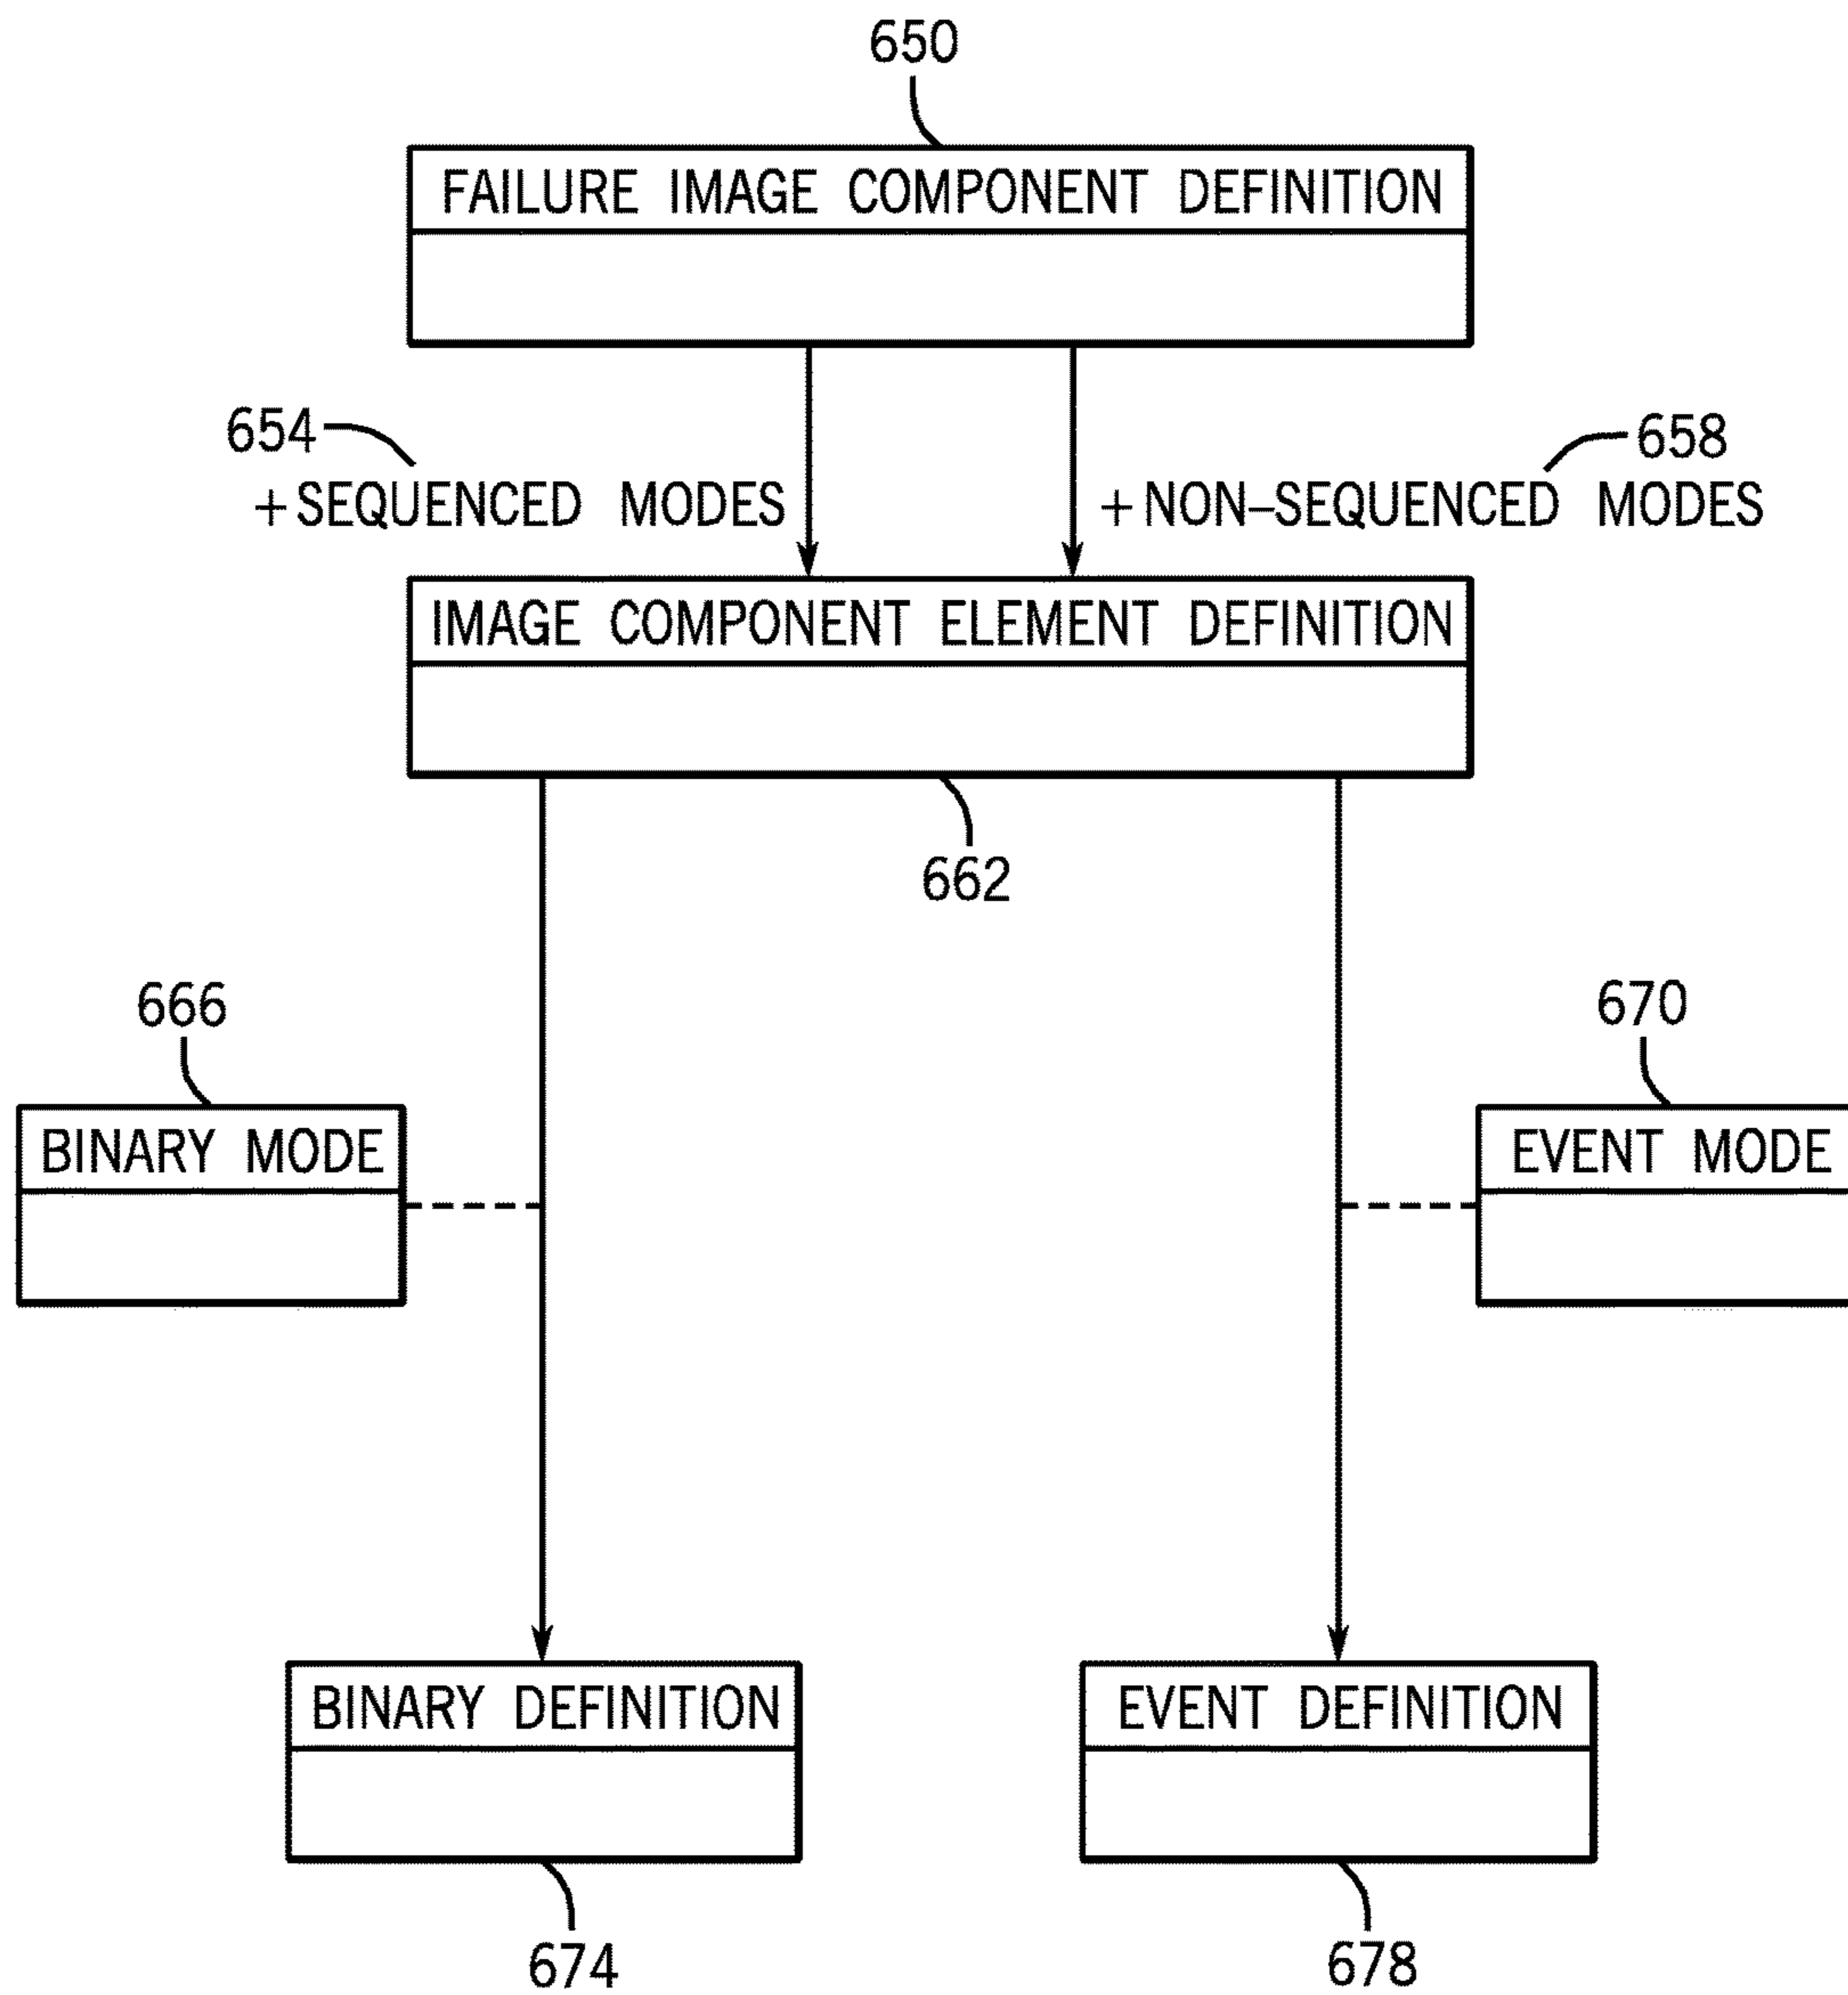 650
FAILURE IMAGE COMPONENT DEFINITION
654
658
+SEQUENCED MODES
+NON–SEQUENCED MODES
IMAGE COMPONENT ELEMENT DEFINITION
662
666
670
BINARY MODE
EVENT MODE
BINARY DEFINITION
EVENT DEFINITION
674
678